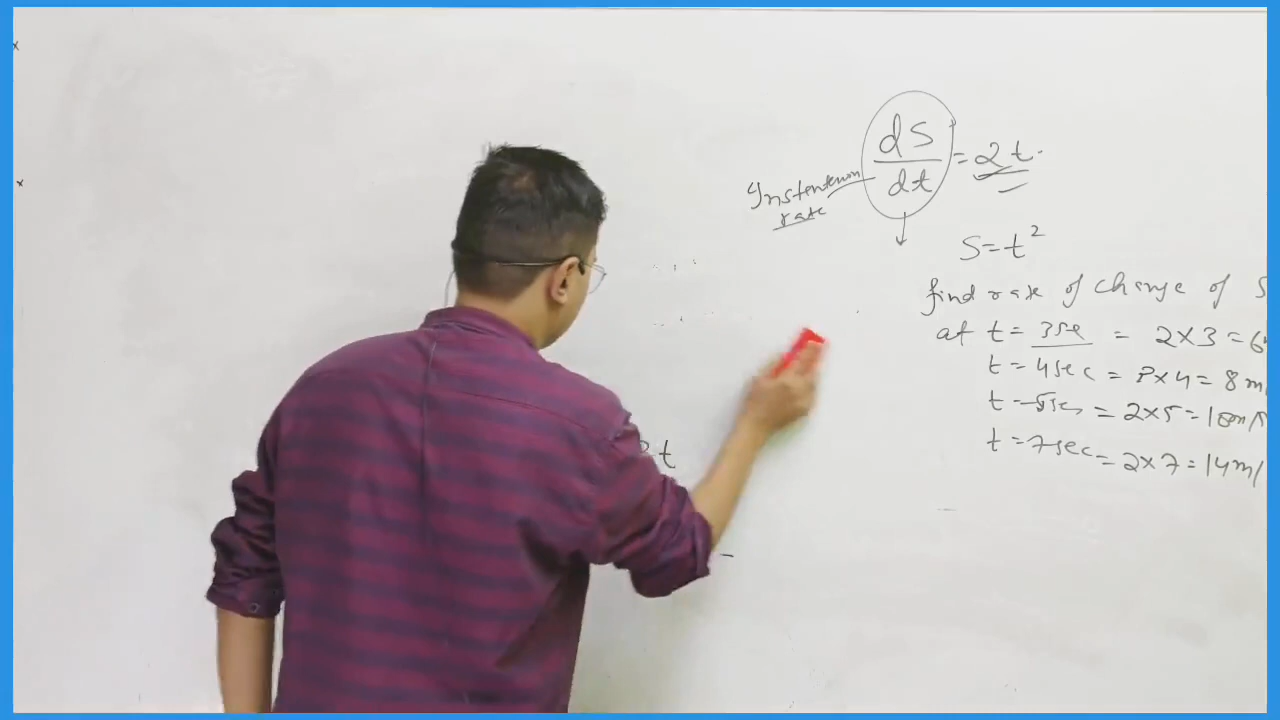 dS/dt = 2t.
rate
S=t²
find rate of change of S
at t = 3sec = 2×3=6
t = 4sec = 2×4= 8m/
t = 5sec = 2×5=10m/s
t = 7sec = 2×7=14m/
t